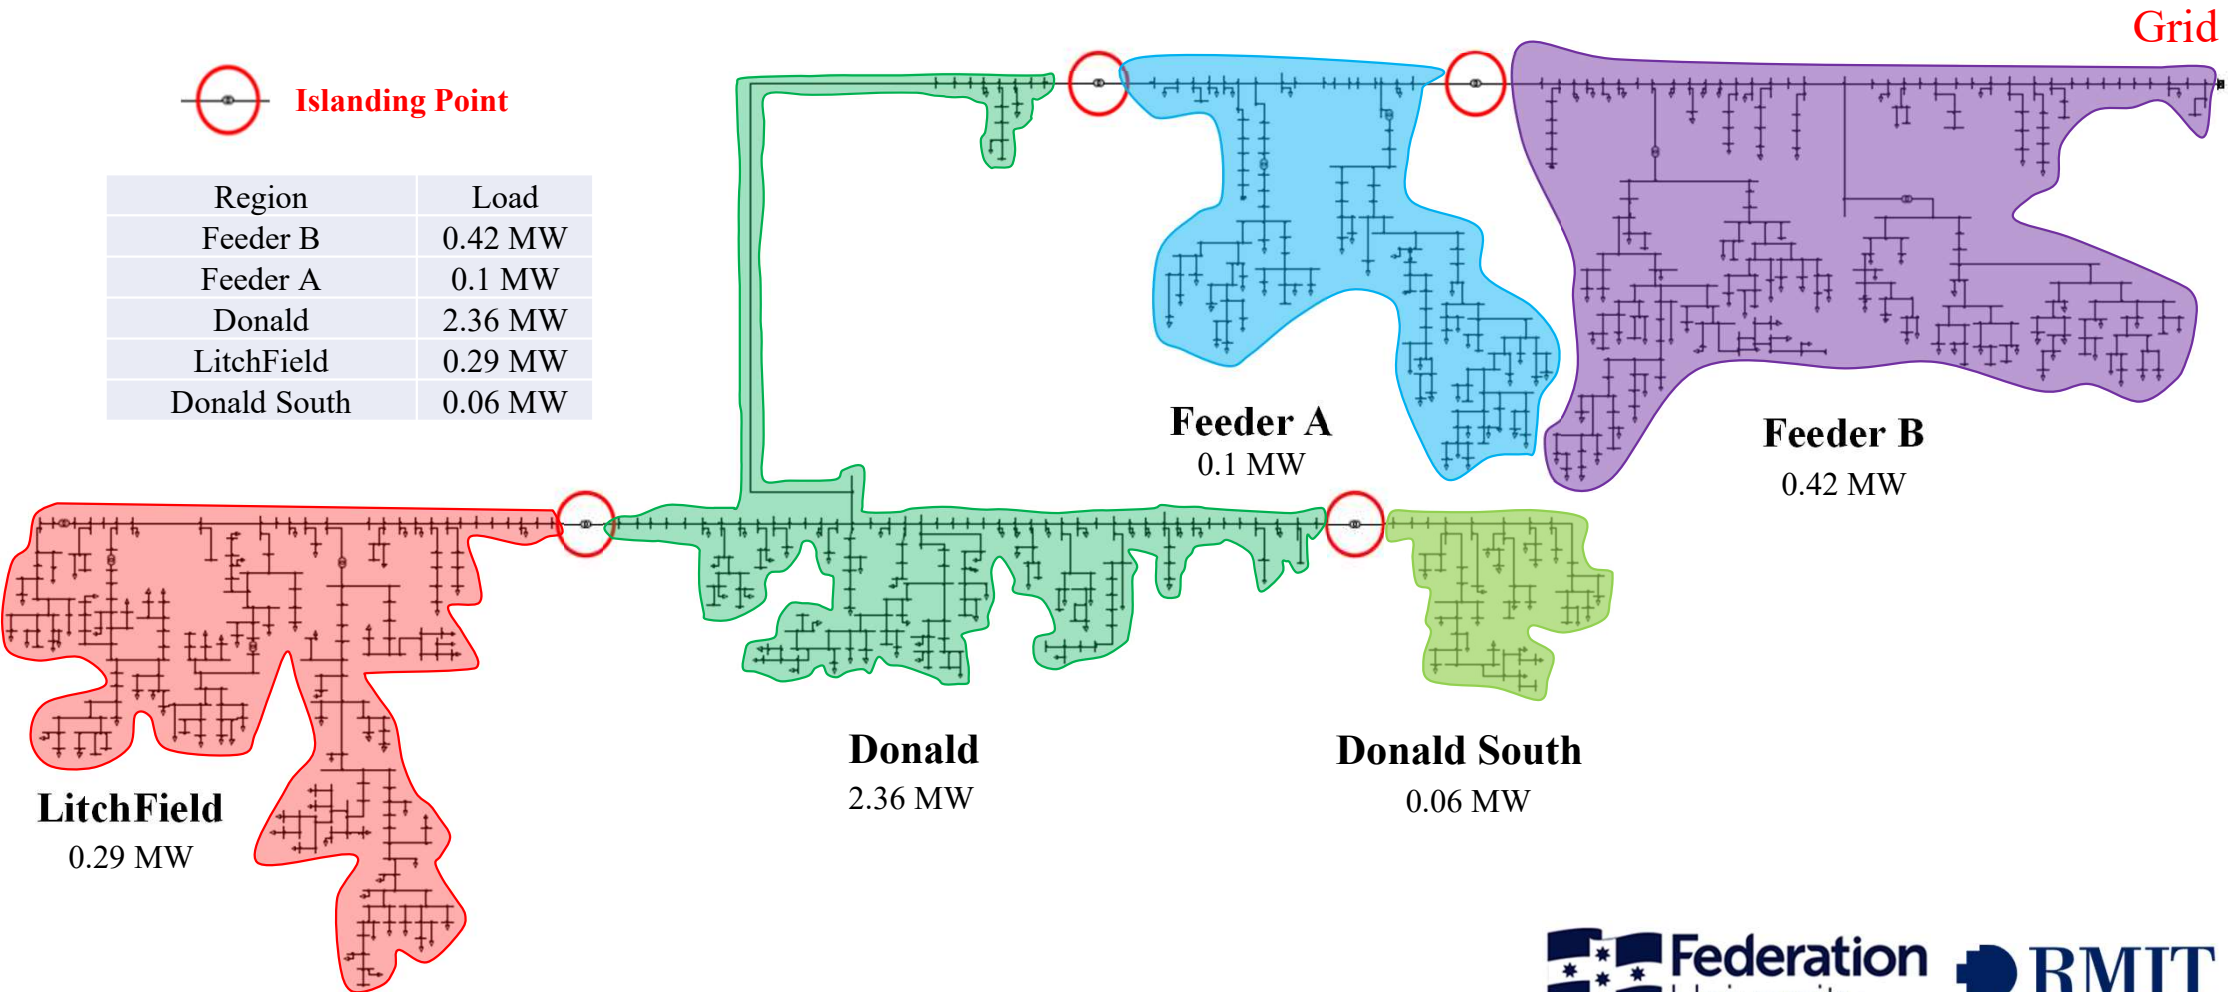 Grid
Islanding Point
Region Load
Feeder B 0.42 MW
Feeder A 0.1 MW
Donald 2.36 MW
LitchField 0.29 MW
Donald South 0.06 MW
Feeder A
0.1 MW
Feeder B
0.42 MW
Donald
2.36 MW
Donald South
0.06 MW
LitchField
0.29 MW
Federation
RMIT